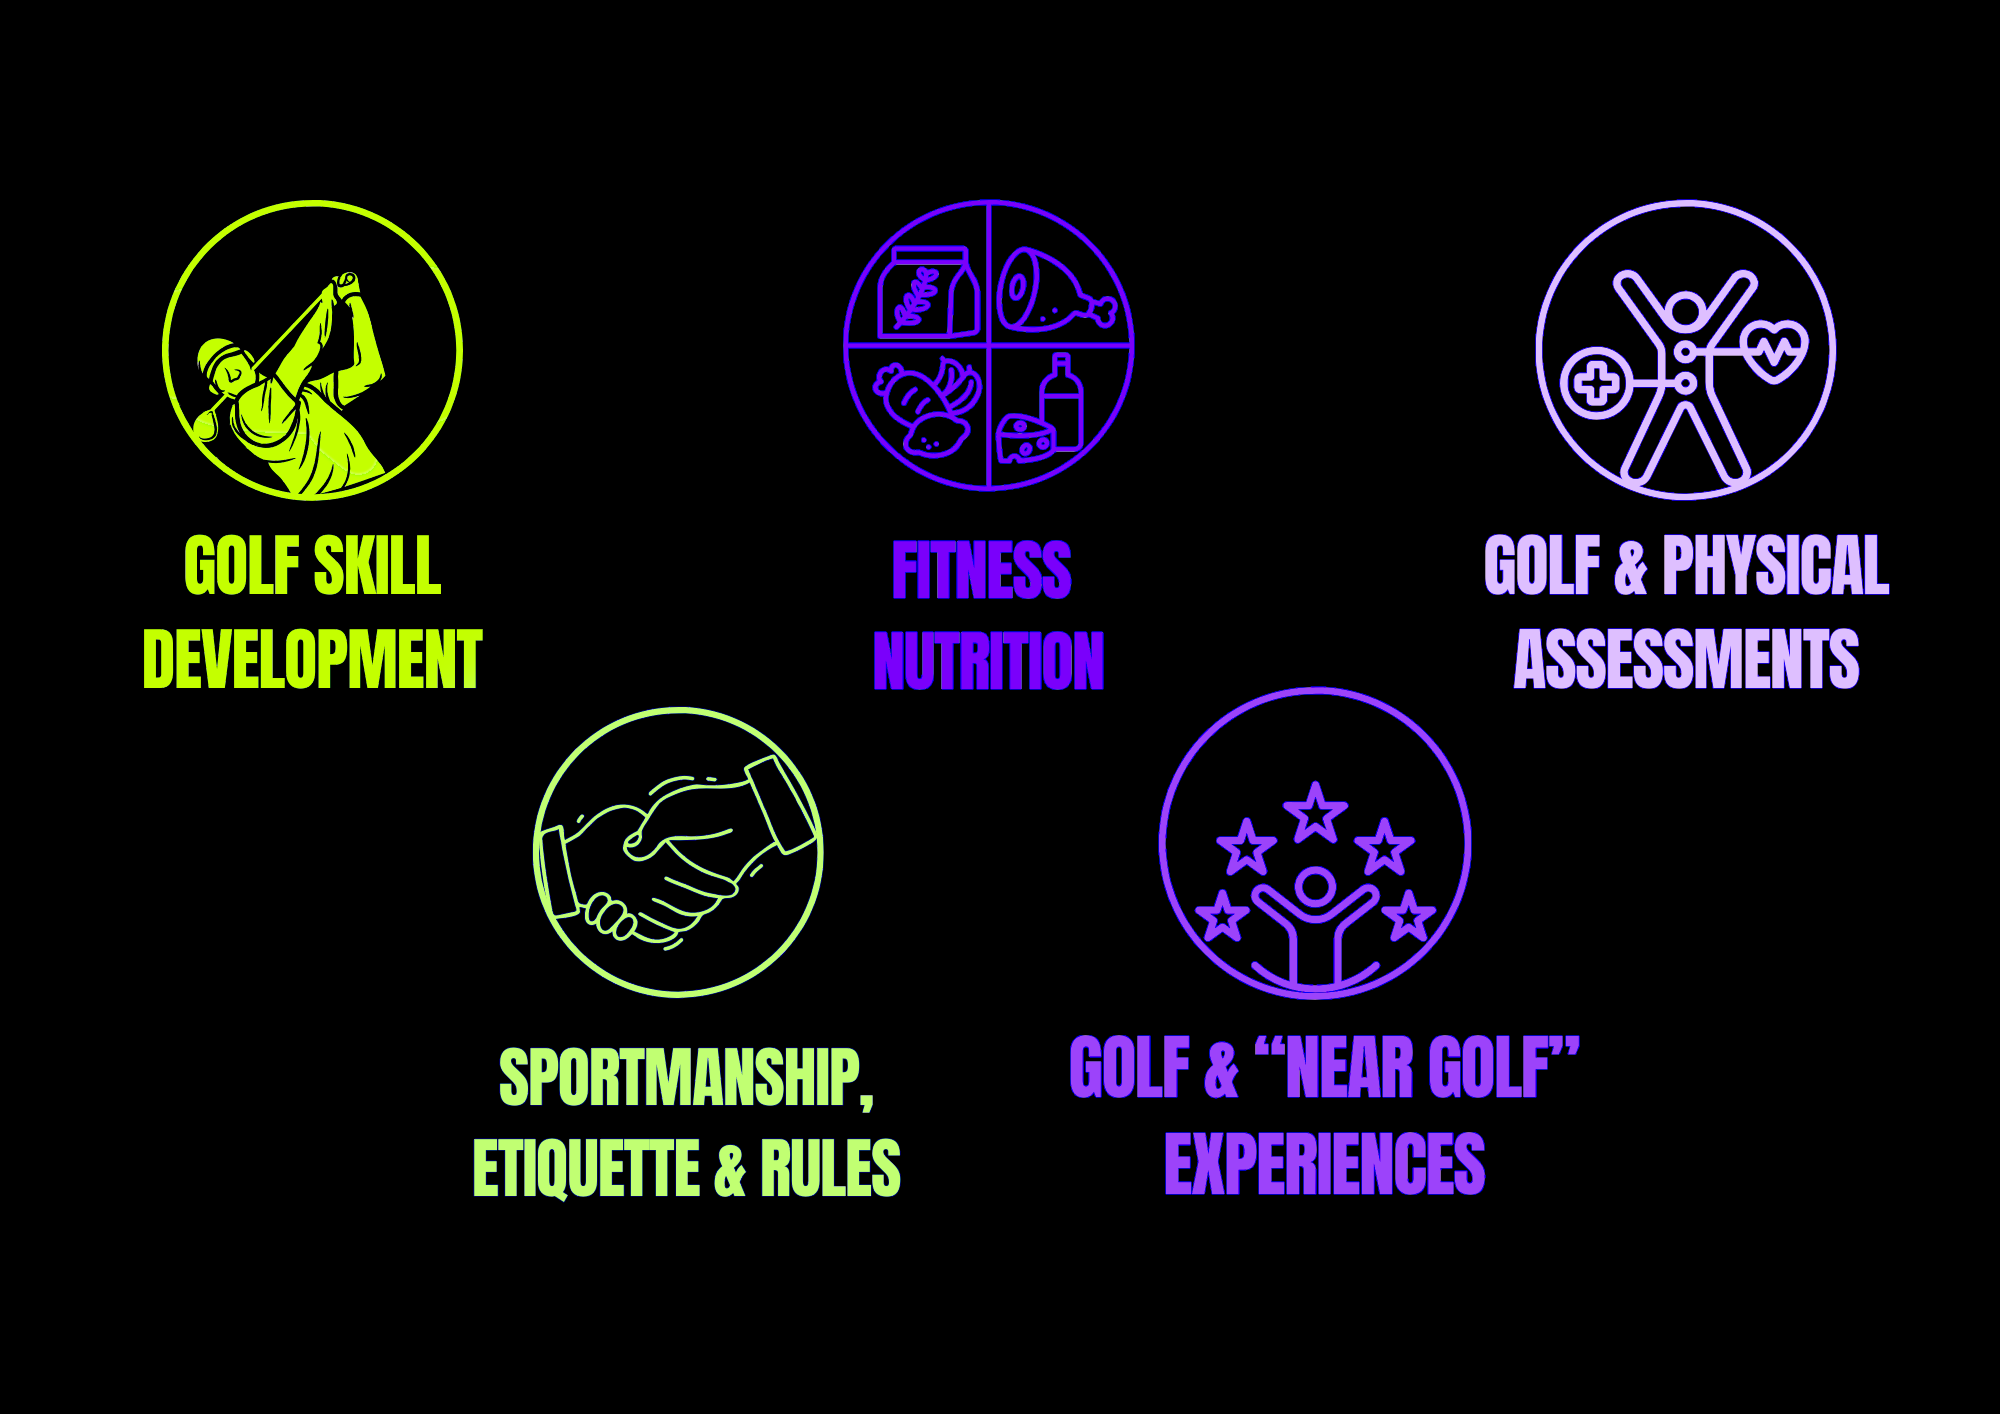 GOLF SKILL
DEVELOPMENT
FITNESS
NUTRITION
GOLF & PHYSICAL
ASSESSMENTS
SPORTMANSHIP,
ETIQUETTE & RULES
GOLF & “NEAR GOLF”
EXPERIENCES